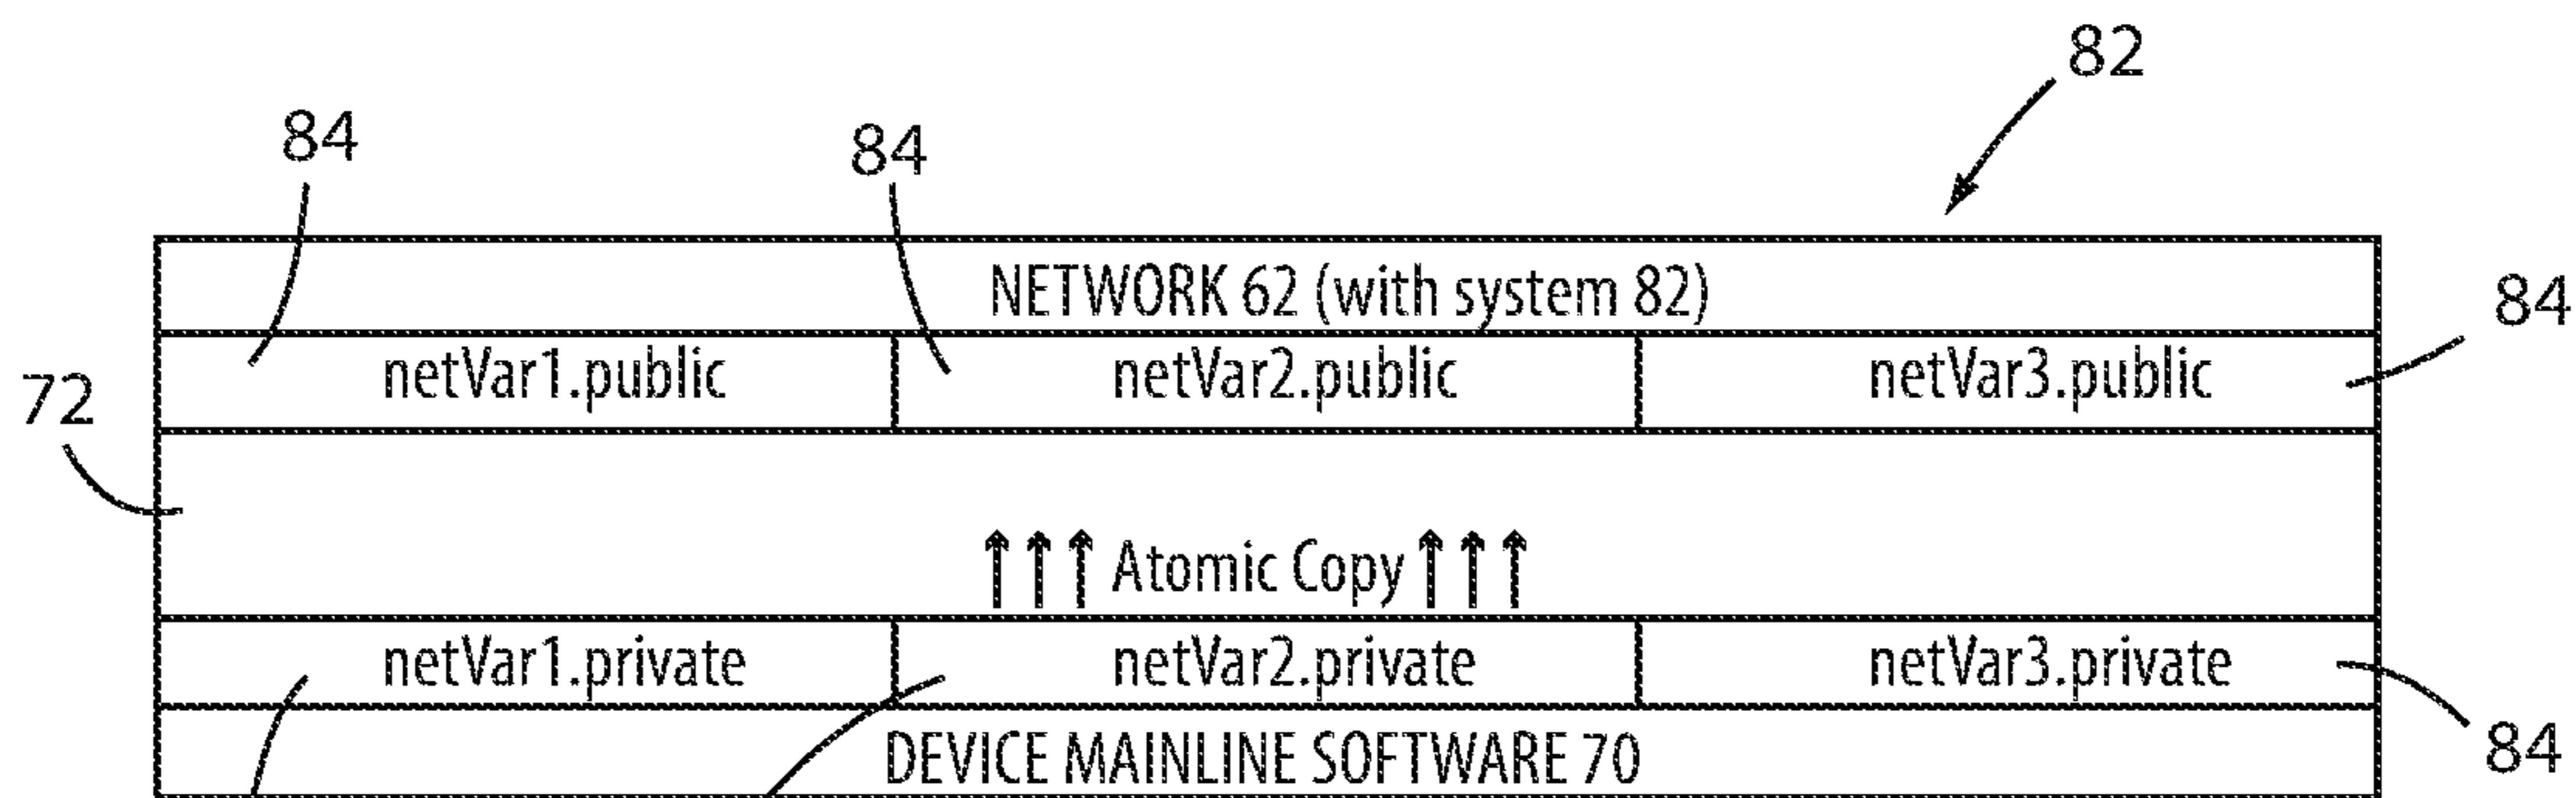 82
84
84
NETWORK 62 (with system 82)
84
netVar1.public netVar2.public netVar3.public
72
↑↑↑ Atomic Copy ↑↑↑
netVar1.private netVar2.private netVar3.private
84
DEVICE MAINLINE SOFTWARE 70